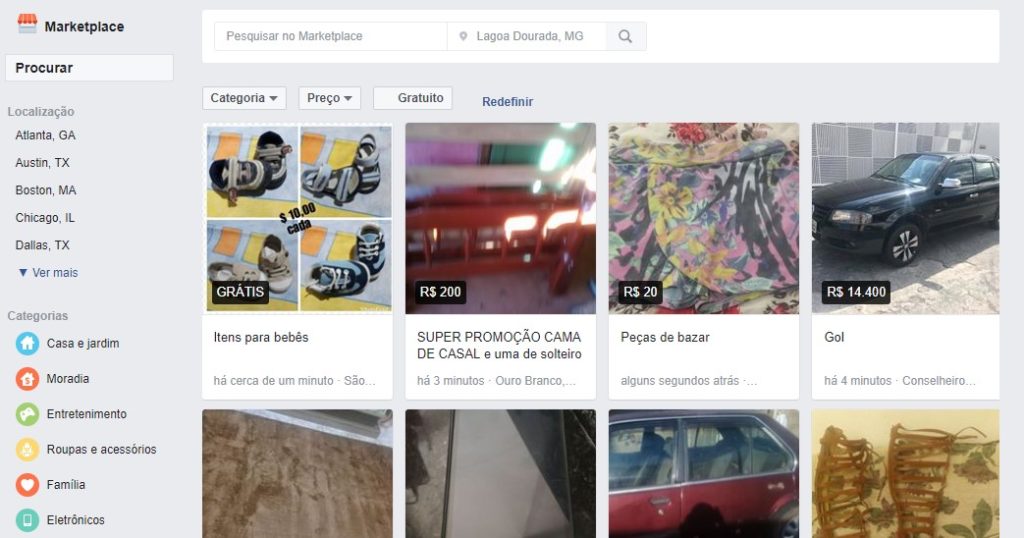 Marketplace
Procurar
Localização
Atlanta, GA
Austin, TX
Boston, MA
Chicago, IL
Dallas, TX
▼ Ver mais
Categorias
Casa e jardim
Moradia
Entretenimento
Roupas e acessórios
Família
Eletrônicos
Pesquisar no Marketplace
Lagoa Dourada, MG
Categoria
Preço
Gratuito
Redefinir
$ 10,00
cada
GRÁTIS
Itens para bebês
há cerca de um minuto · São...
R$ 200
SUPER PROMOÇÃO CAMA
DE CASAL e uma de solteiro
há 3 minutos · Ouro Branco,...
R$ 20
Peças de bazar
alguns segundos atrás ·...
R$ 14.400
Gol
há 4 minutos · Conselheiro...